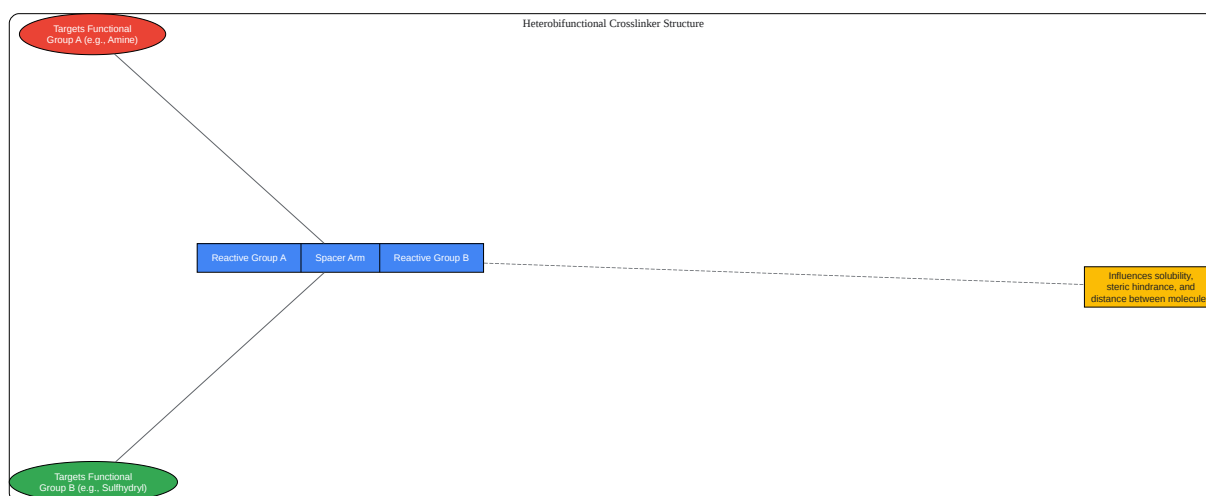 Heterobifunctional Crosslinker Structure
Targets Functional
Group A (e.g., Amine)
Reactive Group A
Spacer Arm
Reactive Group B
Influences solubility,
steric hindrance, and
distance between molecule
Targets Functional
Group B (e.g., Sulfhydryl)